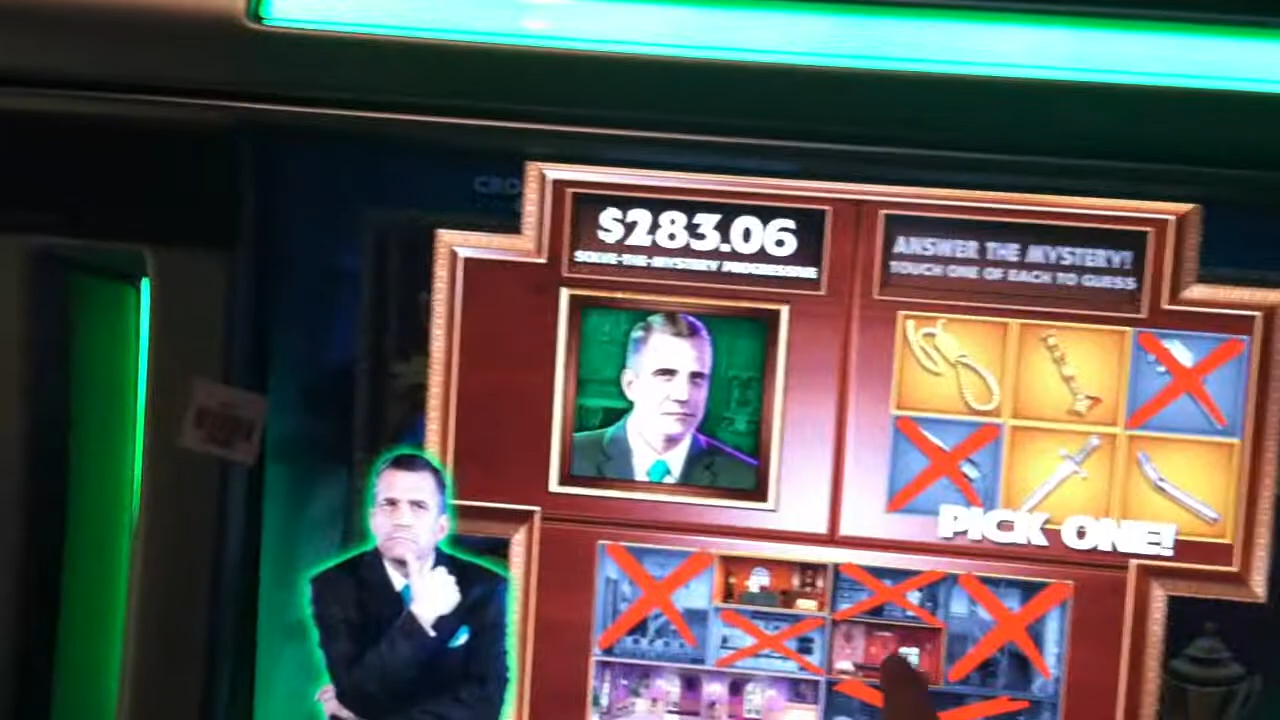 $283.06
SOLVE-THE-MYSTERY PROGRESSIVE
ANSWER THE MYSTERY!
TOUCH ONE OF EACH TO GUESS
PICK ONE!